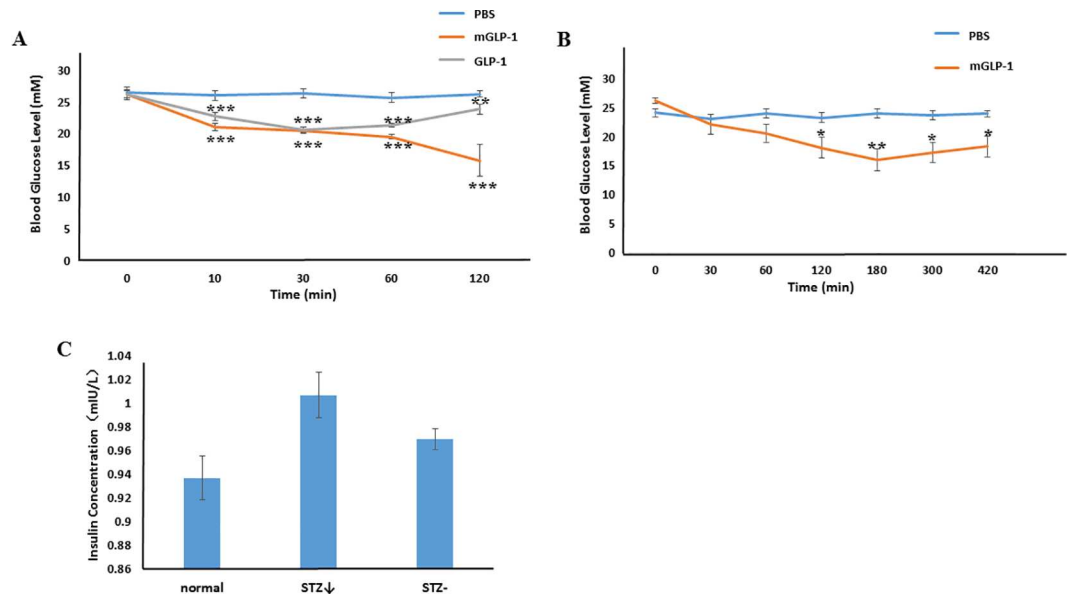 PBS
mGLP-1
GLP-1
A
Blood Glucose Level (mM)
30
25
20
15
10
5
0
***
***
***
**
***
***
***
***
0 10 30 60 120
Time (min)
B
PBS
mGLP-1
Blood Glucose Level (mM)
30
25
20
15
10
5
0
*
**
*
*
0 30 60 120 180 300 420
Time (min)
C
Insulin Concentration（mIU/L）
1.04
1.02
1
0.98
0.96
0.94
0.92
0.9
0.88
0.86
normal STZ↓ STZ-